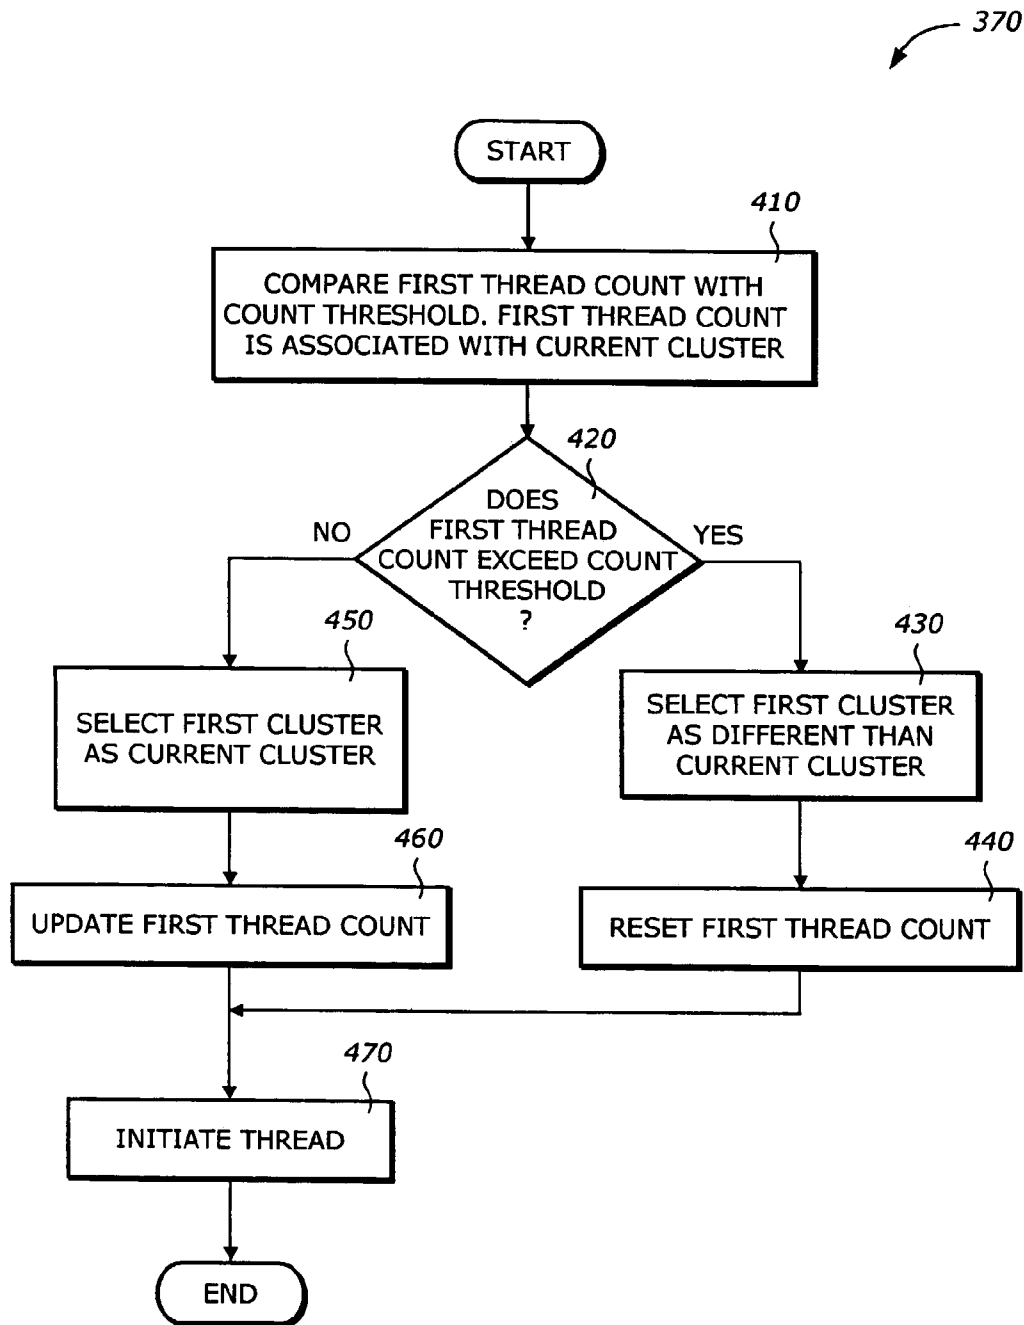 370
START
410
COMPARE FIRST THREAD COUNT WITH
COUNT THRESHOLD. FIRST THREAD COUNT
IS ASSOCIATED WITH CURRENT CLUSTER
420
DOES
FIRST THREAD
COUNT EXCEED COUNT
THRESHOLD
?
NO
YES
450
SELECT FIRST CLUSTER
AS CURRENT CLUSTER
430
SELECT FIRST CLUSTER
AS DIFFERENT THAN
CURRENT CLUSTER
460
UPDATE FIRST THREAD COUNT
440
RESET FIRST THREAD COUNT
470
INITIATE THREAD
END